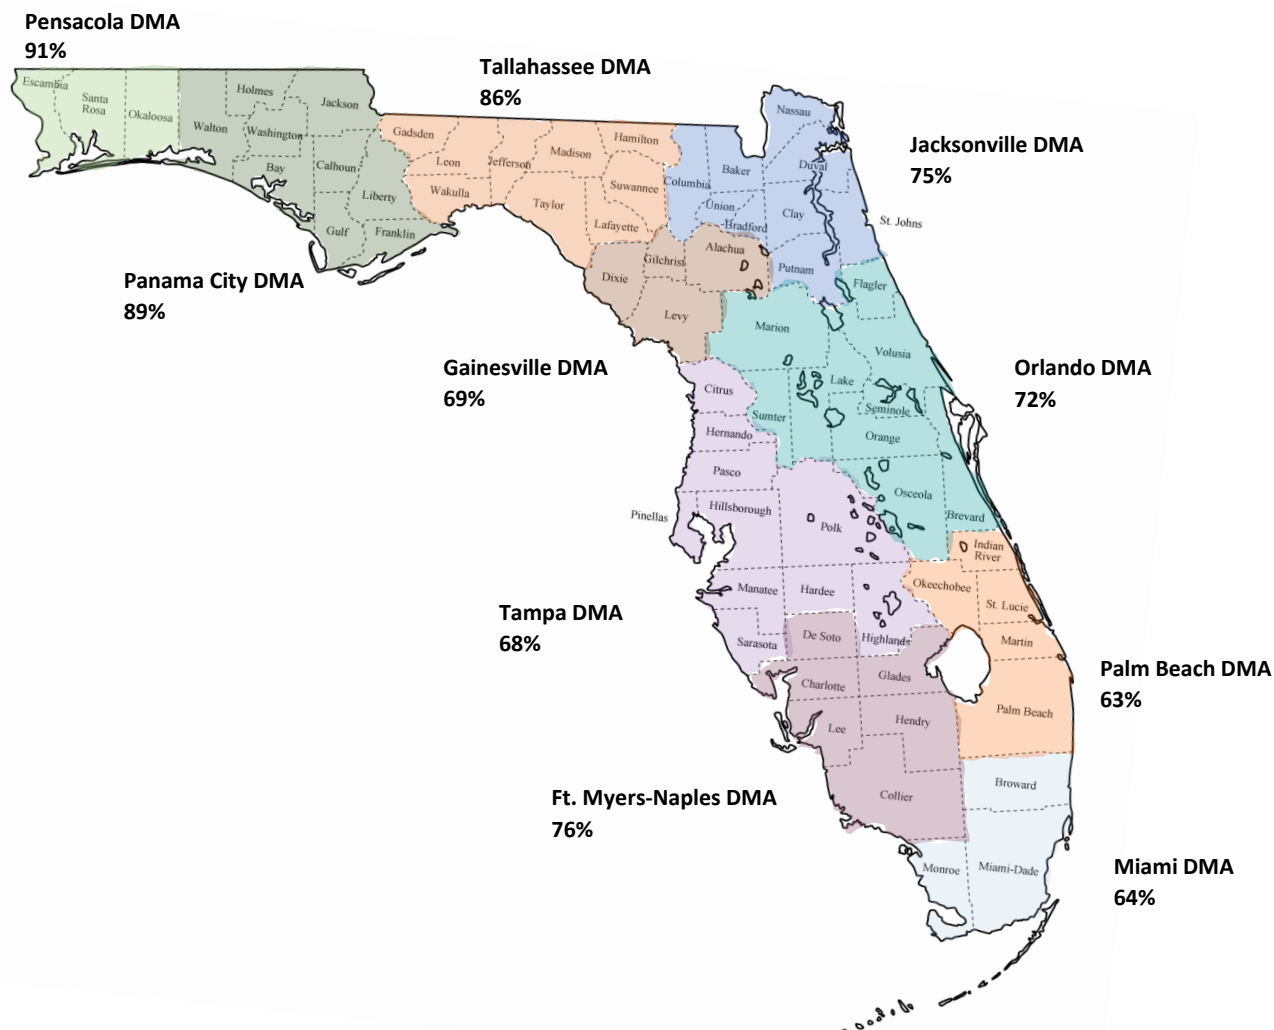 Pensacola DMA
91%
Tallahassee DMA
86%
Jacksonville DMA
75%
Panama City DMA
89%
Gainesville DMA
69%
Orlando DMA
72%
Tampa DMA
68%
Palm Beach DMA
63%
Ft. Myers-Naples DMA
76%
Miami DMA
64%
Escambia
Santa
Rosa
Okaloosa
Walton
Holmes
Washington
Jackson
Bay
Calhoun
Liberty
Gulf
Franklin
Gadsden
Leon
Jefferson
Madison
Hamilton
Wakulla
Taylor
Suwannee
Lafayette
Columbia
Baker
Nassau
Duval
Union
Bradford
Clay
St. Johns
Putnam
Dixie
Gilchrist
Alachua
Levy
Marion
Flagler
Volusia
Lake
Sumter
Seminole
Orange
Osceola
Brevard
Citrus
Hernando
Pasco
Pinellas
Hillsborough
Polk
Manatee
Hardee
Sarasota
Highlands
Indian
River
Okeechobee
St. Lucie
Martin
Palm Beach
De Soto
Charlotte
Glades
Lee
Hendry
Collier
Broward
Monroe
Miami-Dade